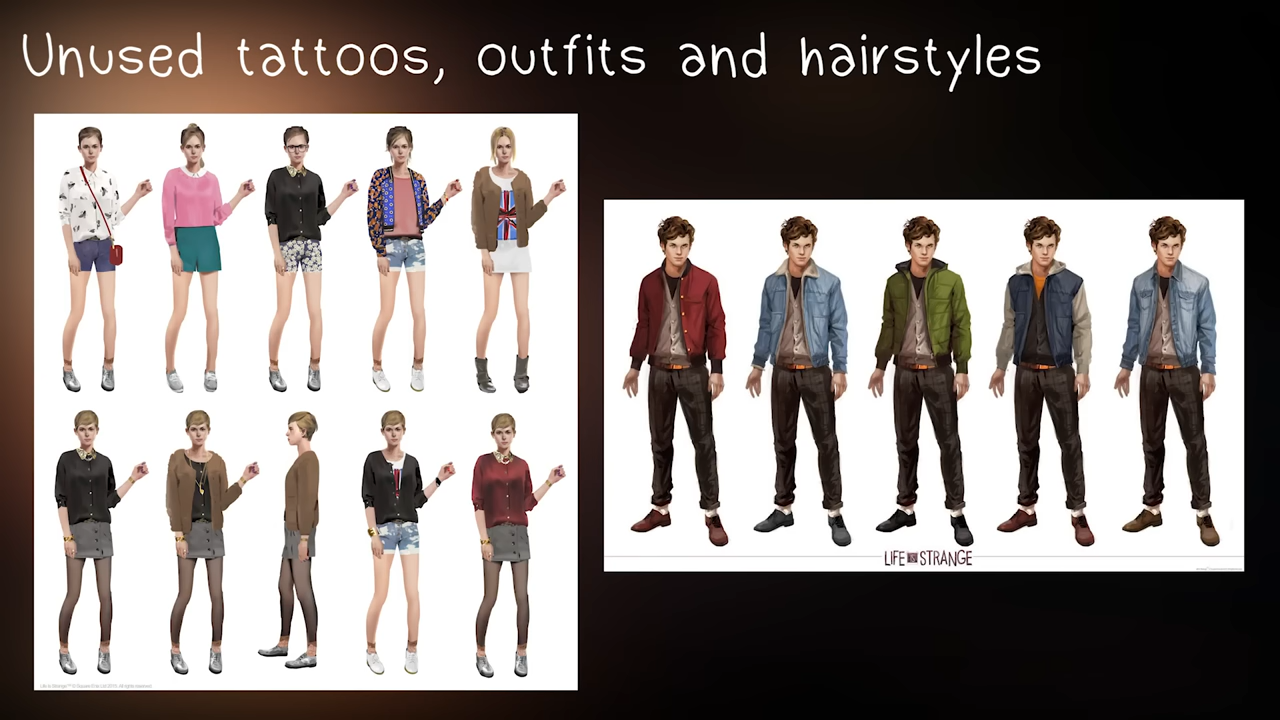 Unused tattoos, outfits and hairstyles
LIFE IS STRANGE